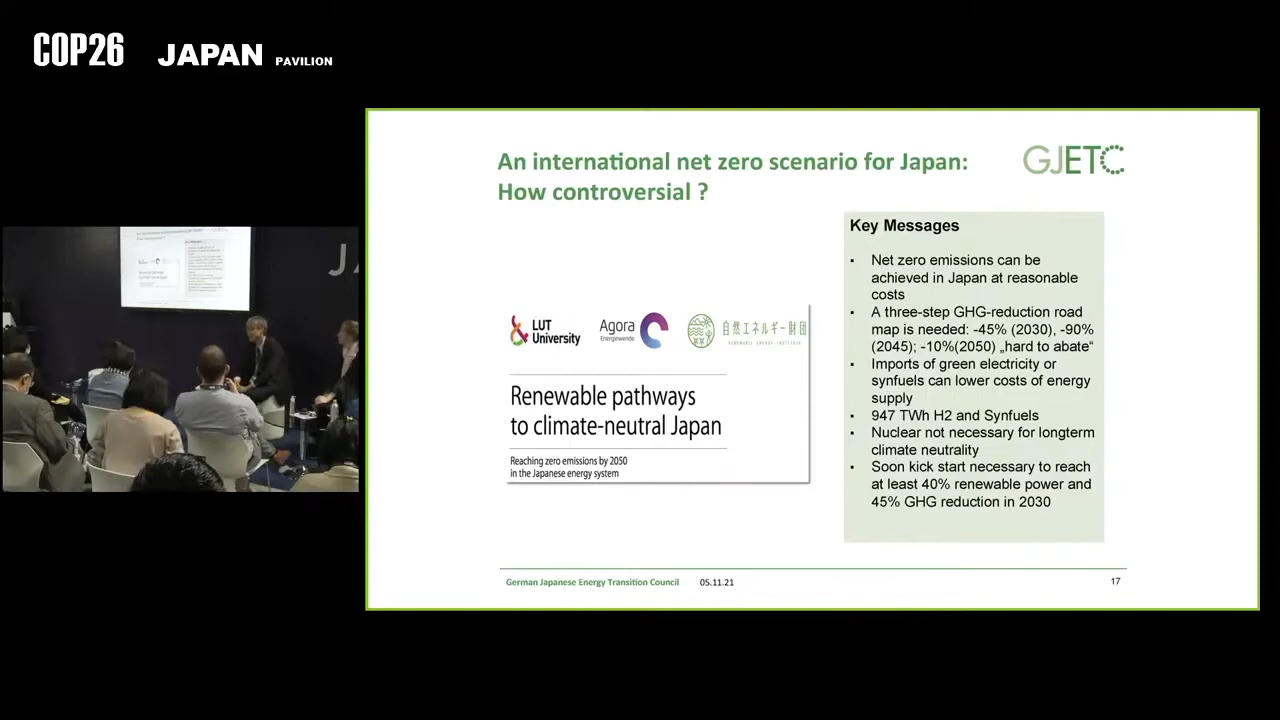 COP26 JAPAN PAVILION
An international net zero scenario for Japan:
How controversial ?
GJETC
LUT
University
Agora
Energiewende
自然エネルギー財団
RENEWABLE ENERGY INSTITUTE
Renewable pathways
to climate-neutral Japan
Reaching zero emissions by 2050
in the Japanese energy system
Key Messages
▪ Net zero emissions can be
achieved in Japan at reasonable
costs
▪ A three-step GHG-reduction road
map is needed: -45% (2030), -90%
(2045); -10%(2050) „hard to abate“
▪ Imports of green electricity or
synfuels can lower costs of energy
supply
▪ 947 TWh H2 and Synfuels
▪ Nuclear not necessary for longterm
climate neutrality
▪ Soon kick start necessary to reach
at least 40% renewable power and
45% GHG reduction in 2030
German Japanese Energy Transition Council 05.11.21 17